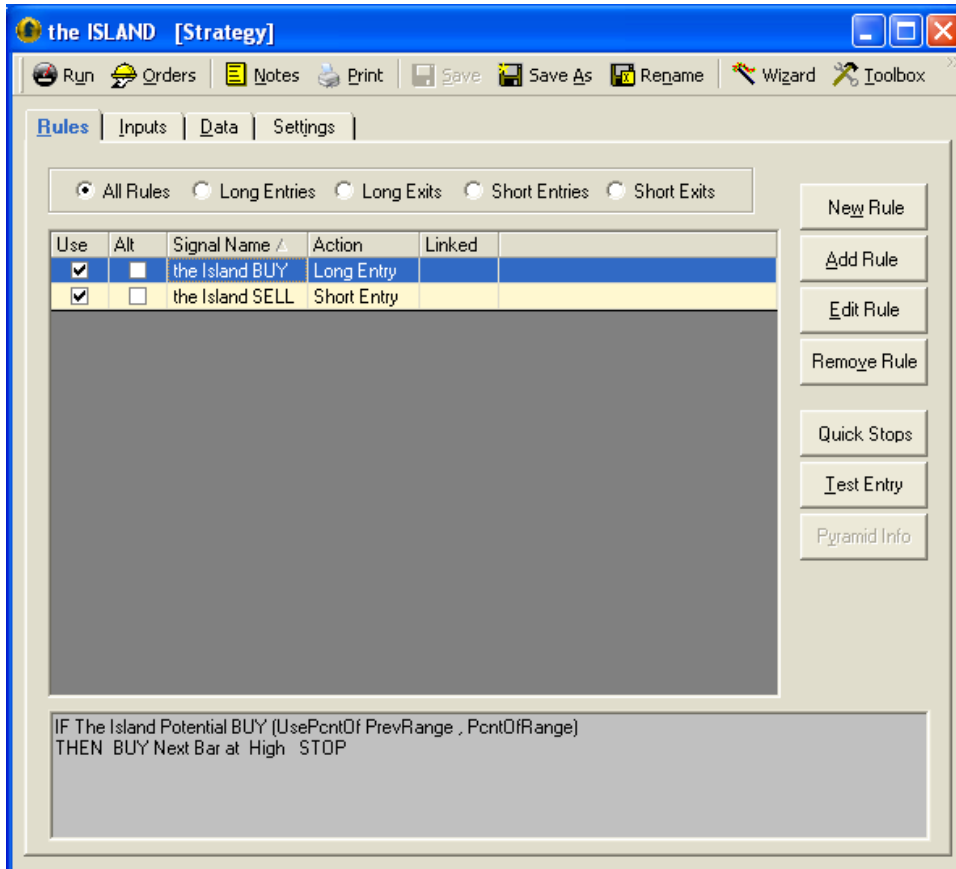 the ISLAND [Strategy]
Run Orders Notes Print Save Save As Rename Wizard Toolbox »
Rules Inputs Data Settings
All Rules Long Entries Long Exits Short Entries Short Exits
New Rule
Use Alt Signal Name Action Linked
Add Rule
the Island BUY Long Entry
the Island SELL Short Entry
Edit Rule
Remove Rule
Quick Stops
Test Entry
Pyramid Info
IF The Island Potential BUY (UsePcntOf PrevRange , PcntOfRange)
THEN BUY Next Bar at High STOP